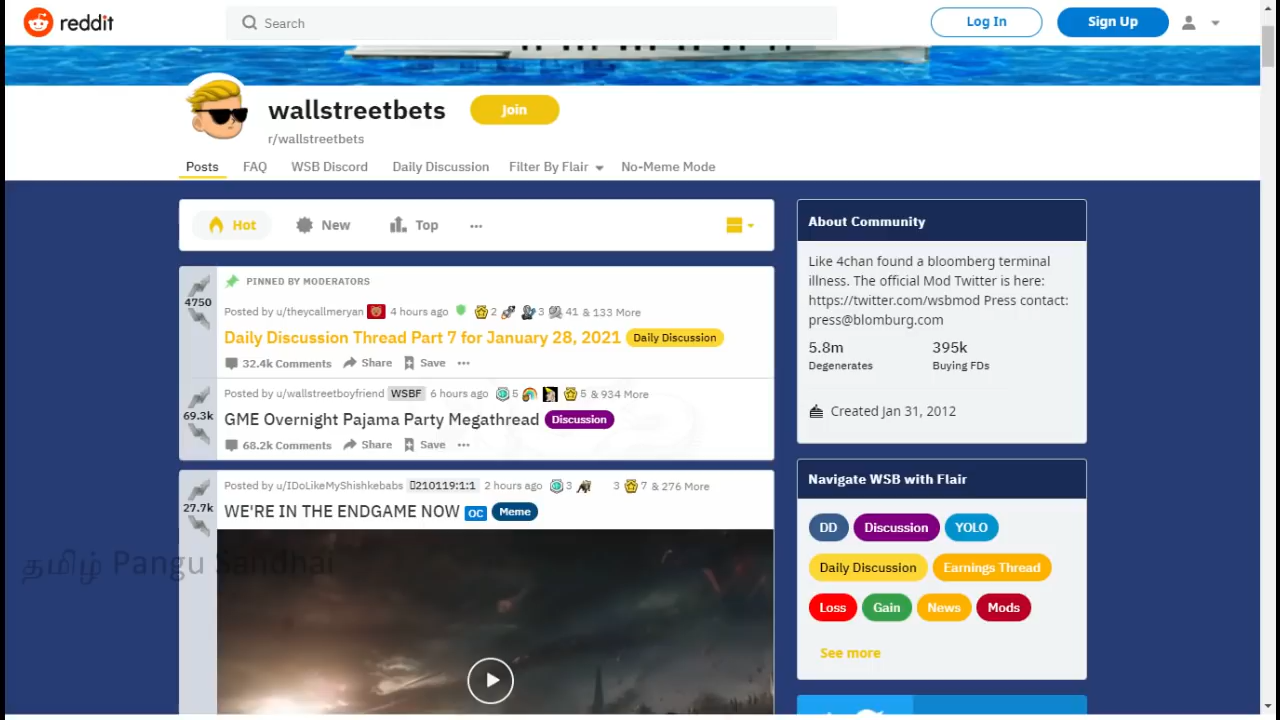 reddit
Search
Log In
Sign Up
wallstreetbets
Join
r/wallstreetbets
Posts FAQ WSB Discord Daily Discussion Filter By Flair No-Meme Mode
Hot New Top ...
PINNED BY MODERATORS
4750
Posted by u/theycallmeryan 4 hours ago 2 3 41 & 133 More
Daily Discussion Thread Part 7 for January 28, 2021 Daily Discussion
32.4k Comments Share Save ...
Posted by u/wallstreetboyfriend WSBF 6 hours ago 5 5 & 934 More
69.3k
GME Overnight Pajama Party Megathread Discussion
68.2k Comments Share Save ...
Posted by u/IDoLikeMyShishkebabs 210119:1:1 2 hours ago 3 3 7 & 276 More
27.7k
WE'RE IN THE ENDGAME NOW OC Meme
தமிழ் Pangu Sandhai
About Community
Like 4chan found a bloomberg terminal
illness. The official Mod Twitter is here:
https://twitter.com/wsbmod Press contact:
press@blomburg.com
5.8m 395k
Degenerates Buying FDs
Created Jan 31, 2012
Navigate WSB with Flair
DD Discussion YOLO
Daily Discussion Earnings Thread
Loss Gain News Mods
See more